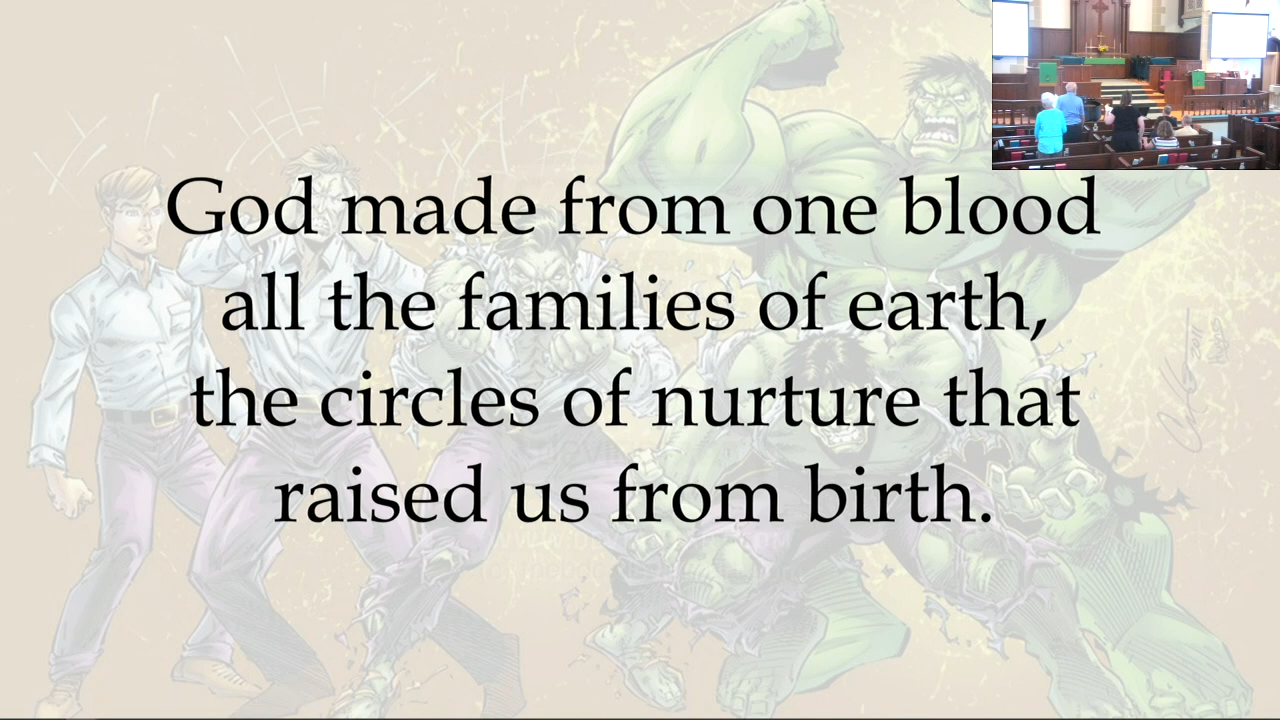 God made from one blood
all the families of earth,
the circles of nurture that
raised us from birth.